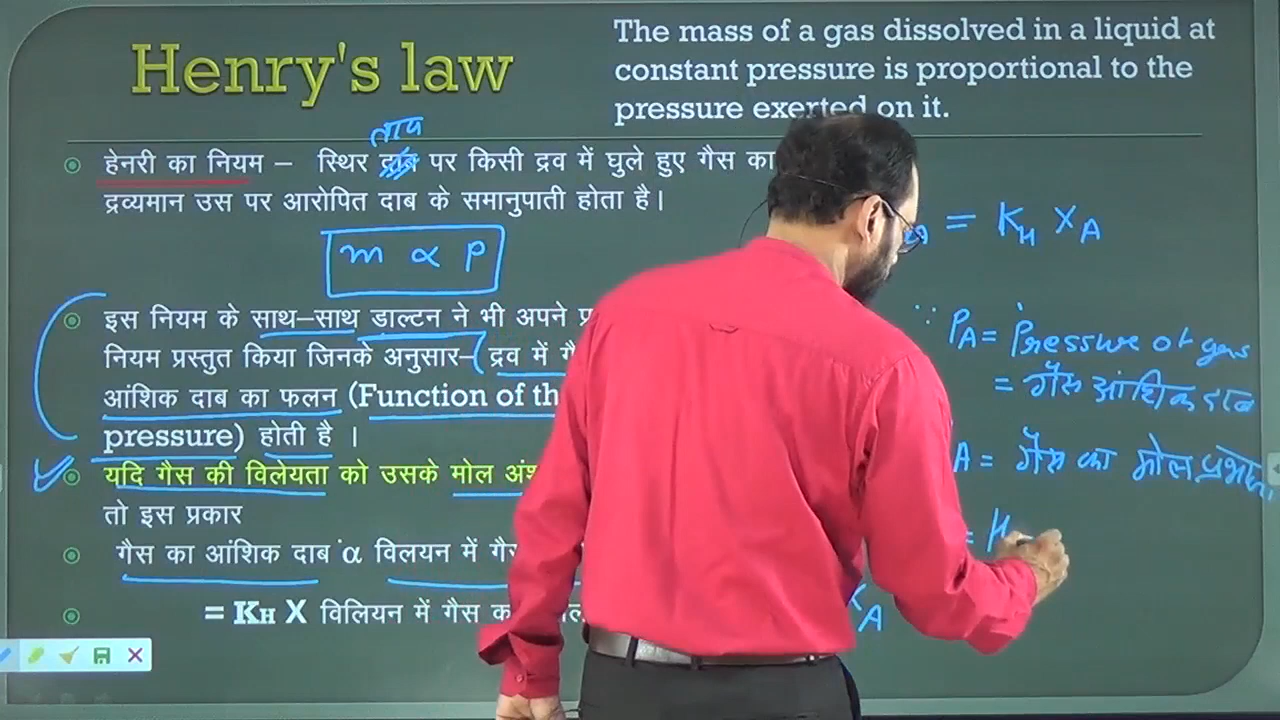 Henry's law
The mass of a gas dissolved in a liquid at
constant pressure is proportional to the
pressure exerted on it.
ताप
हेनरी का नियम – स्थिर दाब पर किसी द्रव में घुले हुए गैस का
द्रव्यमान उस पर आरोपित दाब के समानुपाती होता है।
m ∝ p
इस नियम के साथ–साथ डाल्टन ने भी अपने
नियम प्रस्तुत किया जिनके अनुसार– (द्रव में
आंशिक दाब का फलन (Function of th
pressure) होती है ।
यदि गैस की विलेयता को उसके मोल अंश
तो इस प्रकार
गैस का आंशिक दाब α विलयन में गैस
= KH X विलियन में गैस
A = KH XA
∵ PA = Pressure of gas
= गैस आंशिक दाब
A = गैस का मोल प्रभाज
= H
XA